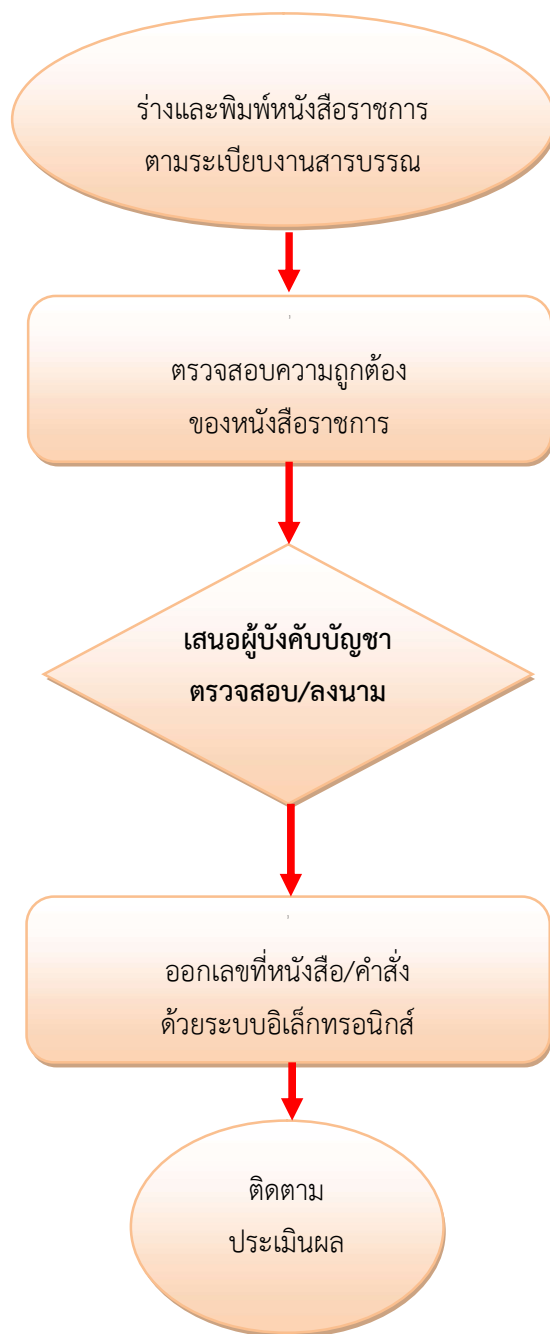 ร่างและพิมพ์หนังสือราชการ
ตามระเบียบงานสารบรรณ
ตรวจสอบความถูกต้อง
ของหนังสือราชการ
เสนอผู้บังคับบัญชา
ตรวจสอบ/ลงนาม
ออกเลขที่หนังสือ/คำสั่ง
ด้วยระบบอิเล็กทรอนิกส์
ติดตาม
ประเมินผล